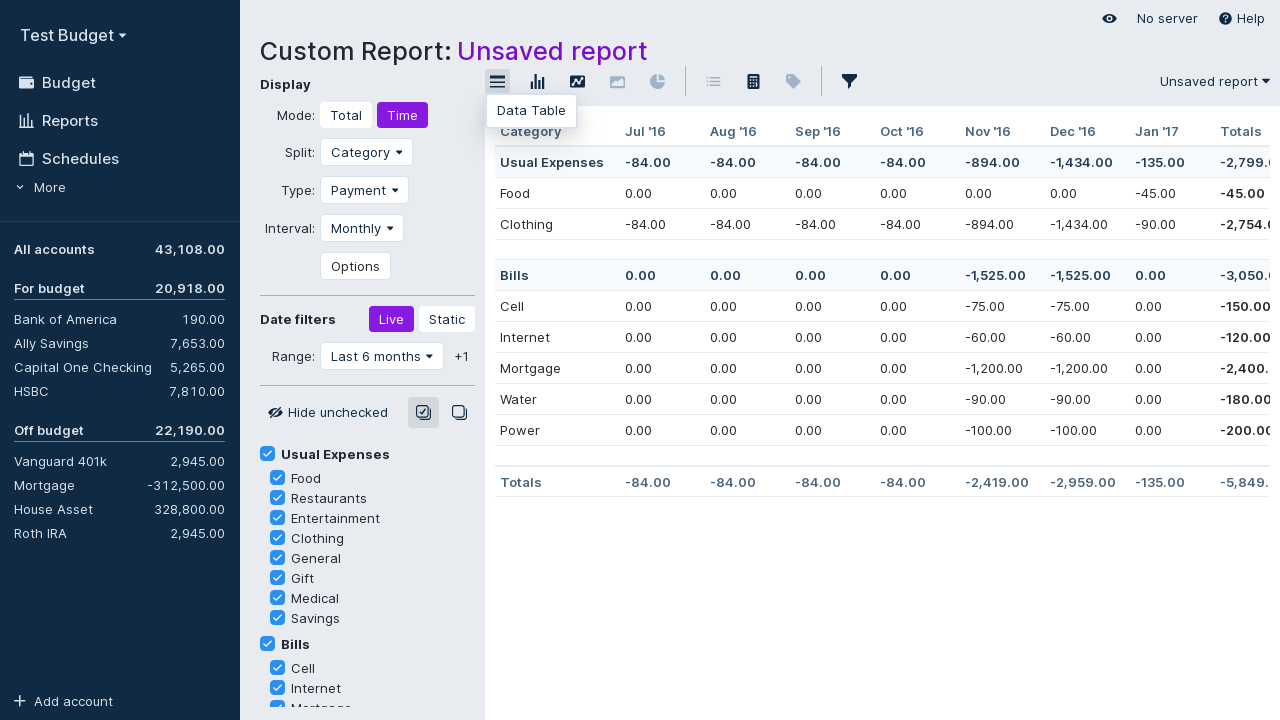 Test Budget
Budget
Reports
Schedules
More
All accounts 43,108.00
For budget 20,918.00
Bank of America 190.00
Ally Savings 7,653.00
Capital One Checking 5,265.00
HSBC 7,810.00
Off budget 22,190.00
Vanguard 401k 2,945.00
Mortgage -312,500.00
House Asset 328,800.00
Roth IRA 2,945.00
Add account
No server Help
Custom Report: Unsaved report
Display
Mode: Total Time
Split: Category
Type: Payment
Interval: Monthly
Options
Date filters Live Static
Range: Last 6 months +1
Hide unchecked
Usual Expenses
Food
Restaurants
Entertainment
Clothing
General
Gift
Medical
Savings
Bills
Cell
Internet
Mortgage
Unsaved report
Data Table
Category Jul '16 Aug '16 Sep '16 Oct '16 Nov '16 Dec '16 Jan '17 Totals
Usual Expenses -84.00 -84.00 -84.00 -84.00 -894.00 -1,434.00 -135.00 -2,799.0
Food 0.00 0.00 0.00 0.00 0.00 0.00 -45.00 -45.00
Clothing -84.00 -84.00 -84.00 -84.00 -894.00 -1,434.00 -90.00 -2,754.0
Bills 0.00 0.00 0.00 0.00 -1,525.00 -1,525.00 0.00 -3,050.0
Cell 0.00 0.00 0.00 0.00 -75.00 -75.00 0.00 -150.00
Internet 0.00 0.00 0.00 0.00 -60.00 -60.00 0.00 -120.00
Mortgage 0.00 0.00 0.00 0.00 -1,200.00 -1,200.00 0.00 -2,400.
Water 0.00 0.00 0.00 0.00 -90.00 -90.00 0.00 -180.00
Power 0.00 0.00 0.00 0.00 -100.00 -100.00 0.00 -200.00
Totals -84.00 -84.00 -84.00 -84.00 -2,419.00 -2,959.00 -135.00 -5,849.